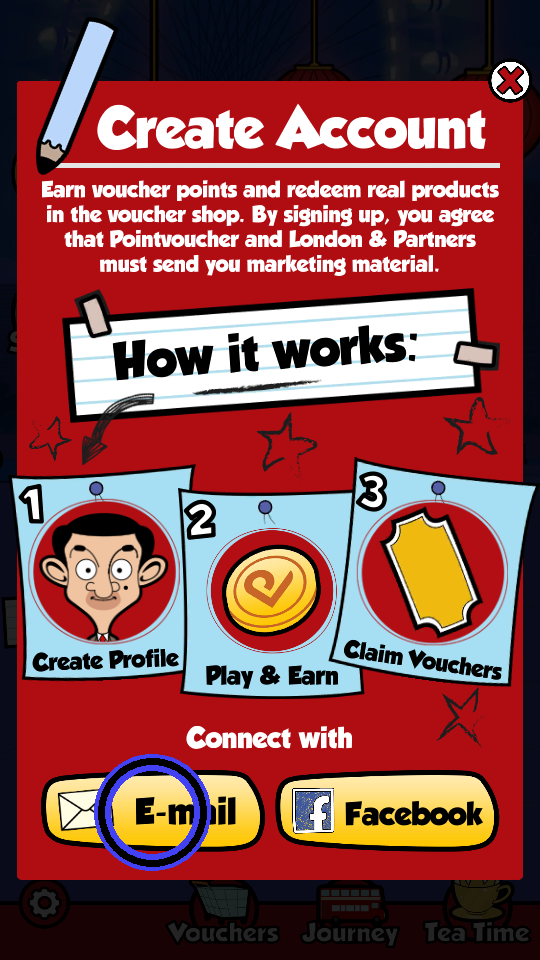 Create Account
Earn voucher points and redeem real products
in the voucher shop. By signing up, you agree
that Pointvoucher and London & Partners
must send you marketing material.
How it works:
1
2
3
Create Profile
Play & Earn
Claim Vouchers
Connect with
E-mail
Facebook
Vouchers
Journey
Tea Time